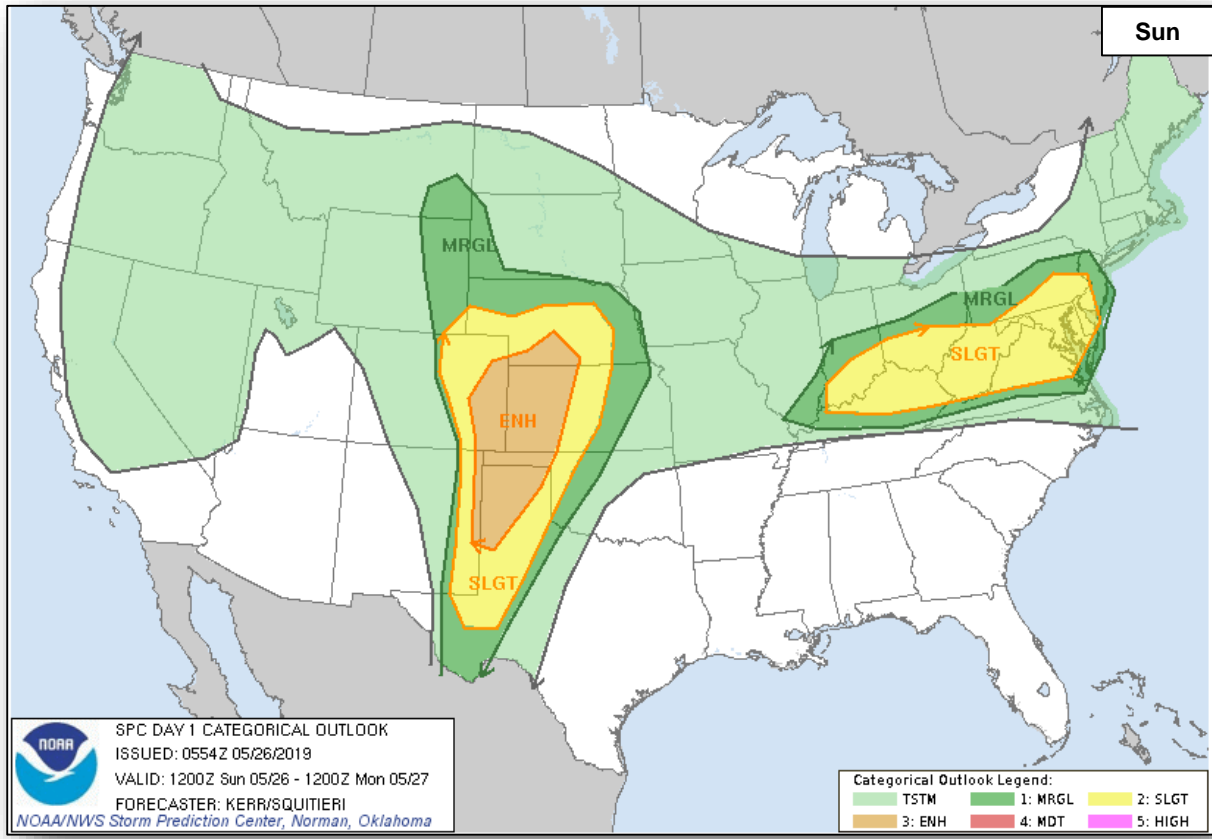 Sun
MRGL
MRGL
SLGT
ENH
SLGT
SPC DAY 1 CATEGORICAL OUTLOOK
ISSUED: 0554Z 05/26/2019
VALID: 1200Z Sun 05/26 - 1200Z Mon 05/27
FORECASTER: KERR/SQUITIERI
NOAA/NWS Storm Prediction Center, Norman, Oklahoma
NOAA
Categorical Outlook Legend:
TSTM 1: MRGL 2: SLGT
3: ENH 4: MDT 5: HIGH